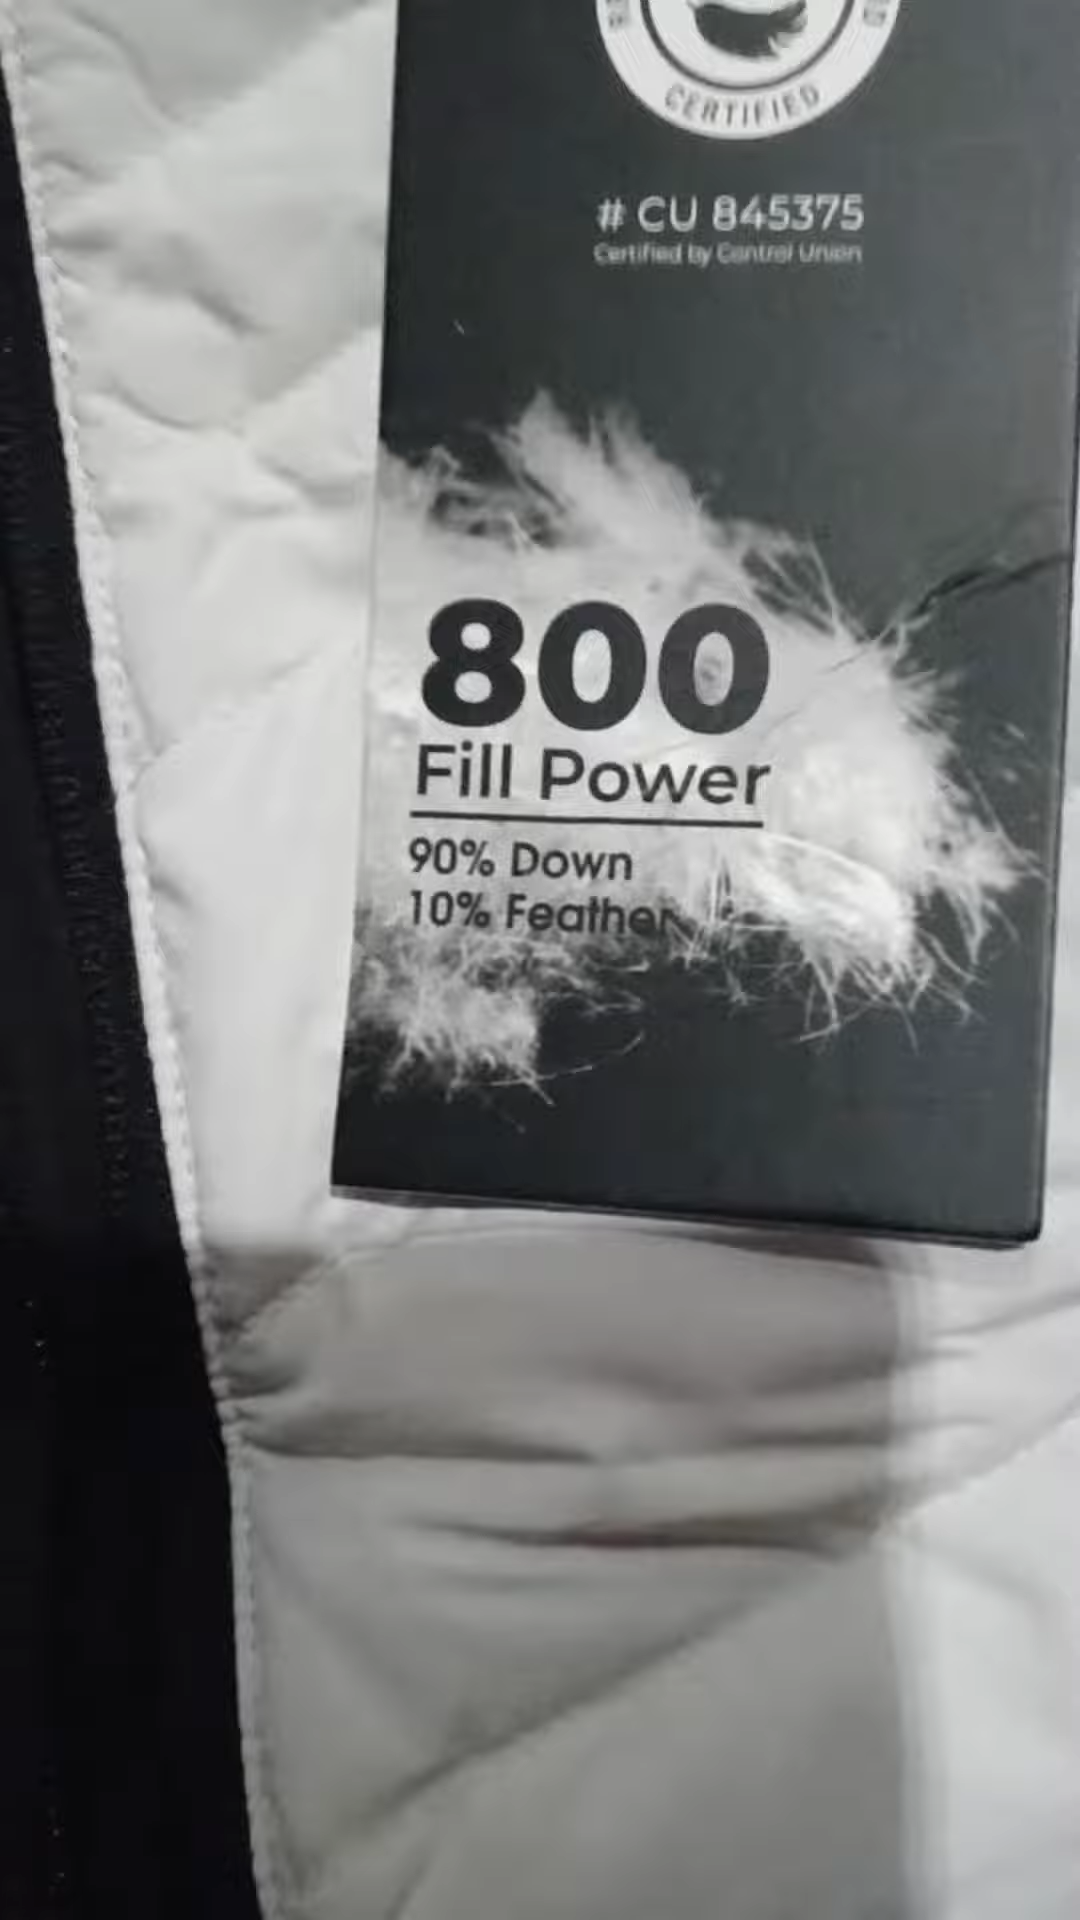 CERTIFIED
# CU 845375
Certified by Control Union
800
Fill Power
90% Down
10% Feather